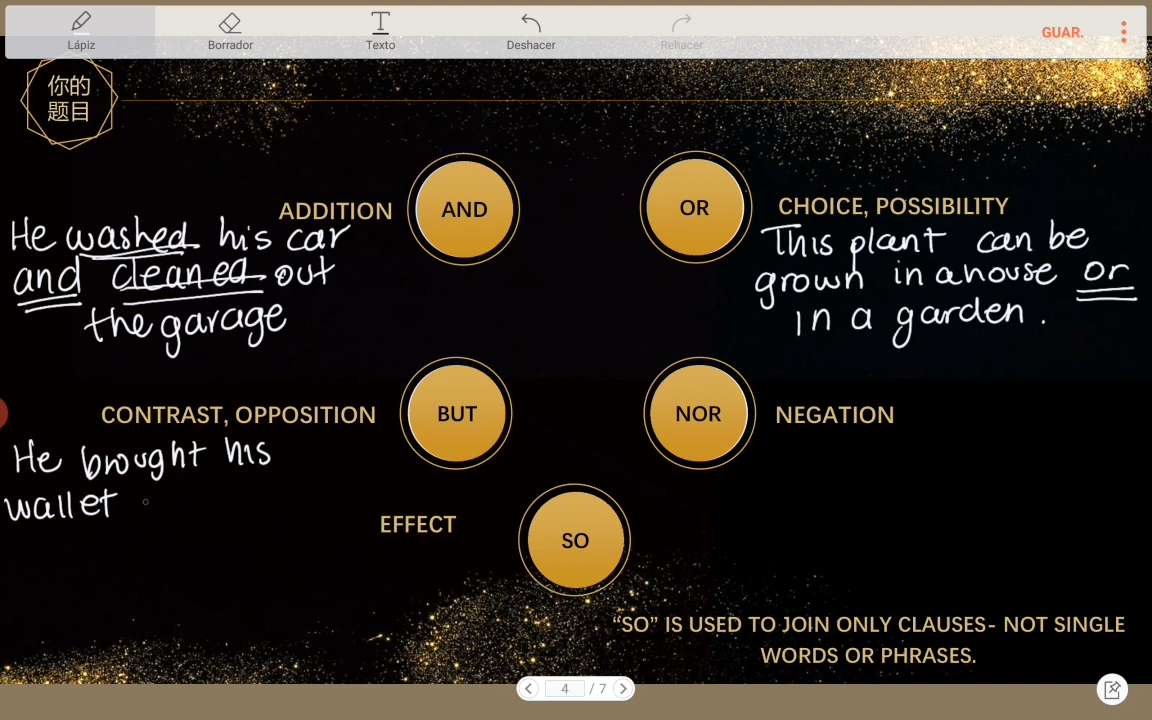 Lápiz
Borrador
Texto
Deshacer
Rehacer
GUAR.
你的
题目
ADDITION
AND
He washed his car
and cleaned out
the garage
OR
CHOICE, POSSIBILITY
This plant can be
grown in a house or
in a garden.
CONTRAST, OPPOSITION
BUT
He brought his
wallet
NOR
NEGATION
EFFECT
SO
“SO” IS USED TO JOIN ONLY CLAUSES- NOT SINGLE
WORDS OR PHRASES.
4 / 7